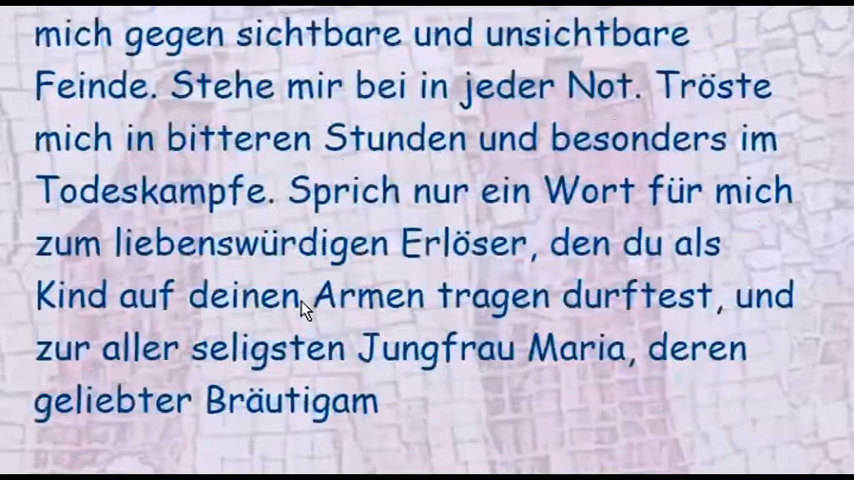 mich gegen sichtbare und unsichtbare
Feinde. Stehe mir bei in jeder Not. Tröste
mich in bitteren Stunden und besonders im
Todeskampfe. Sprich nur ein Wort für mich
zum liebenswürdigen Erlöser, den du als
Kind auf deinen Armen tragen durftest, und
zur aller seligsten Jungfrau Maria, deren
geliebter Bräutigam